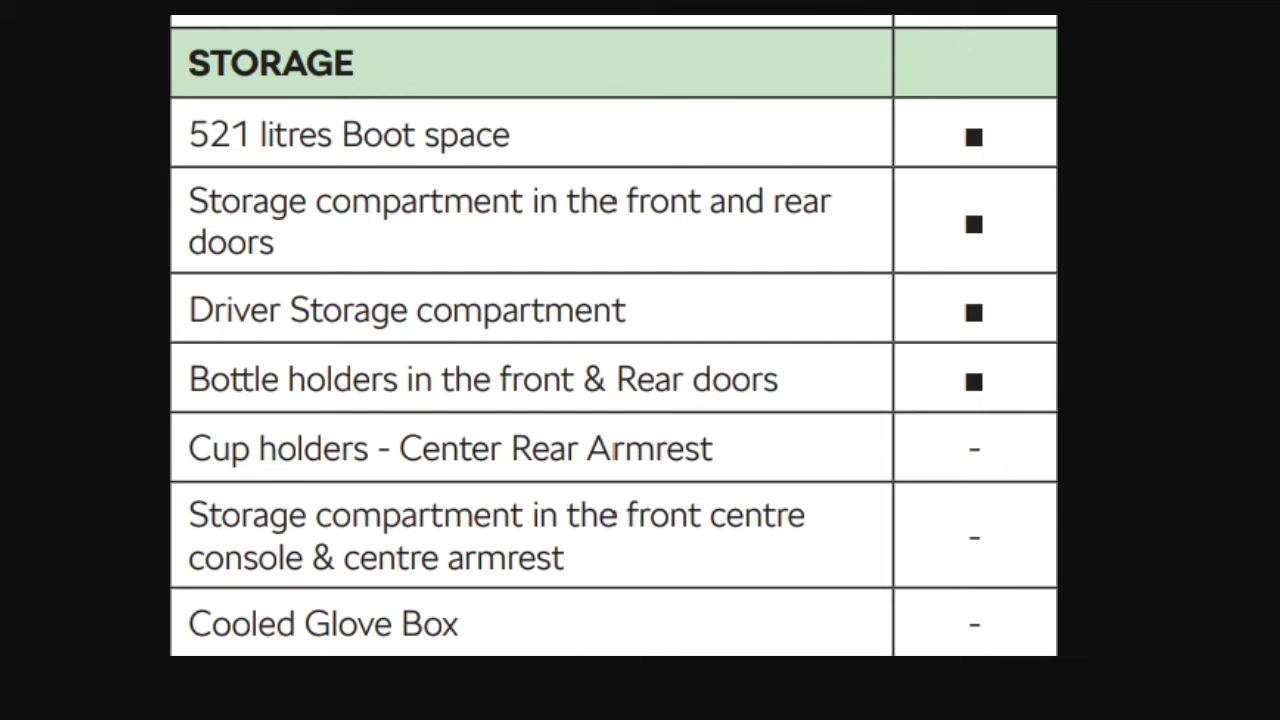 STORAGE
521 litres Boot space ■
Storage compartment in the front and rear
doors ■
Driver Storage compartment ■
Bottle holders in the front & Rear doors ■
Cup holders - Center Rear Armrest -
Storage compartment in the front centre
console & centre armrest -
Cooled Glove Box -